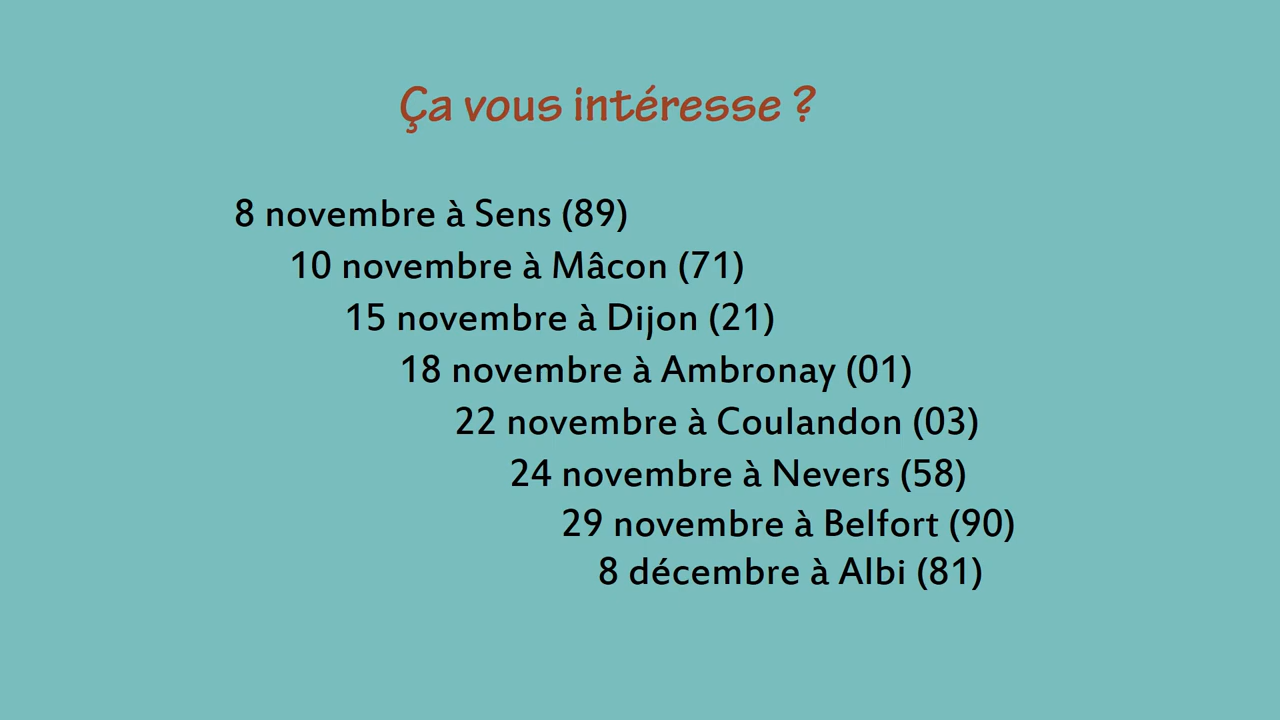 Ça vous intéresse ?
8 novembre à Sens (89)
10 novembre à Mâcon (71)
15 novembre à Dijon (21)
18 novembre à Ambronay (01)
22 novembre à Coulandon (03)
24 novembre à Nevers (58)
29 novembre à Belfort (90)
8 décembre à Albi (81)